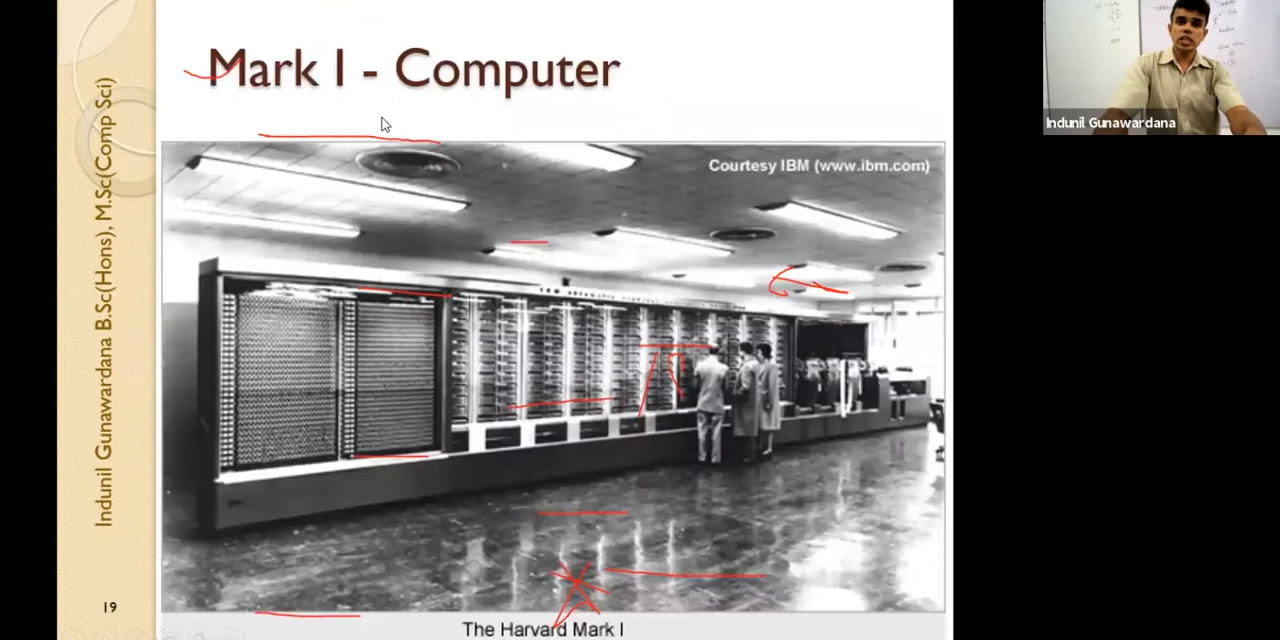 Mark I - Computer
Indunil Gunawardana B.Sc(Hons), M.Sc(Comp Sci)
Courtesy IBM (www.ibm.com)
Indunil Gunawardana
19
The Harvard Mark I